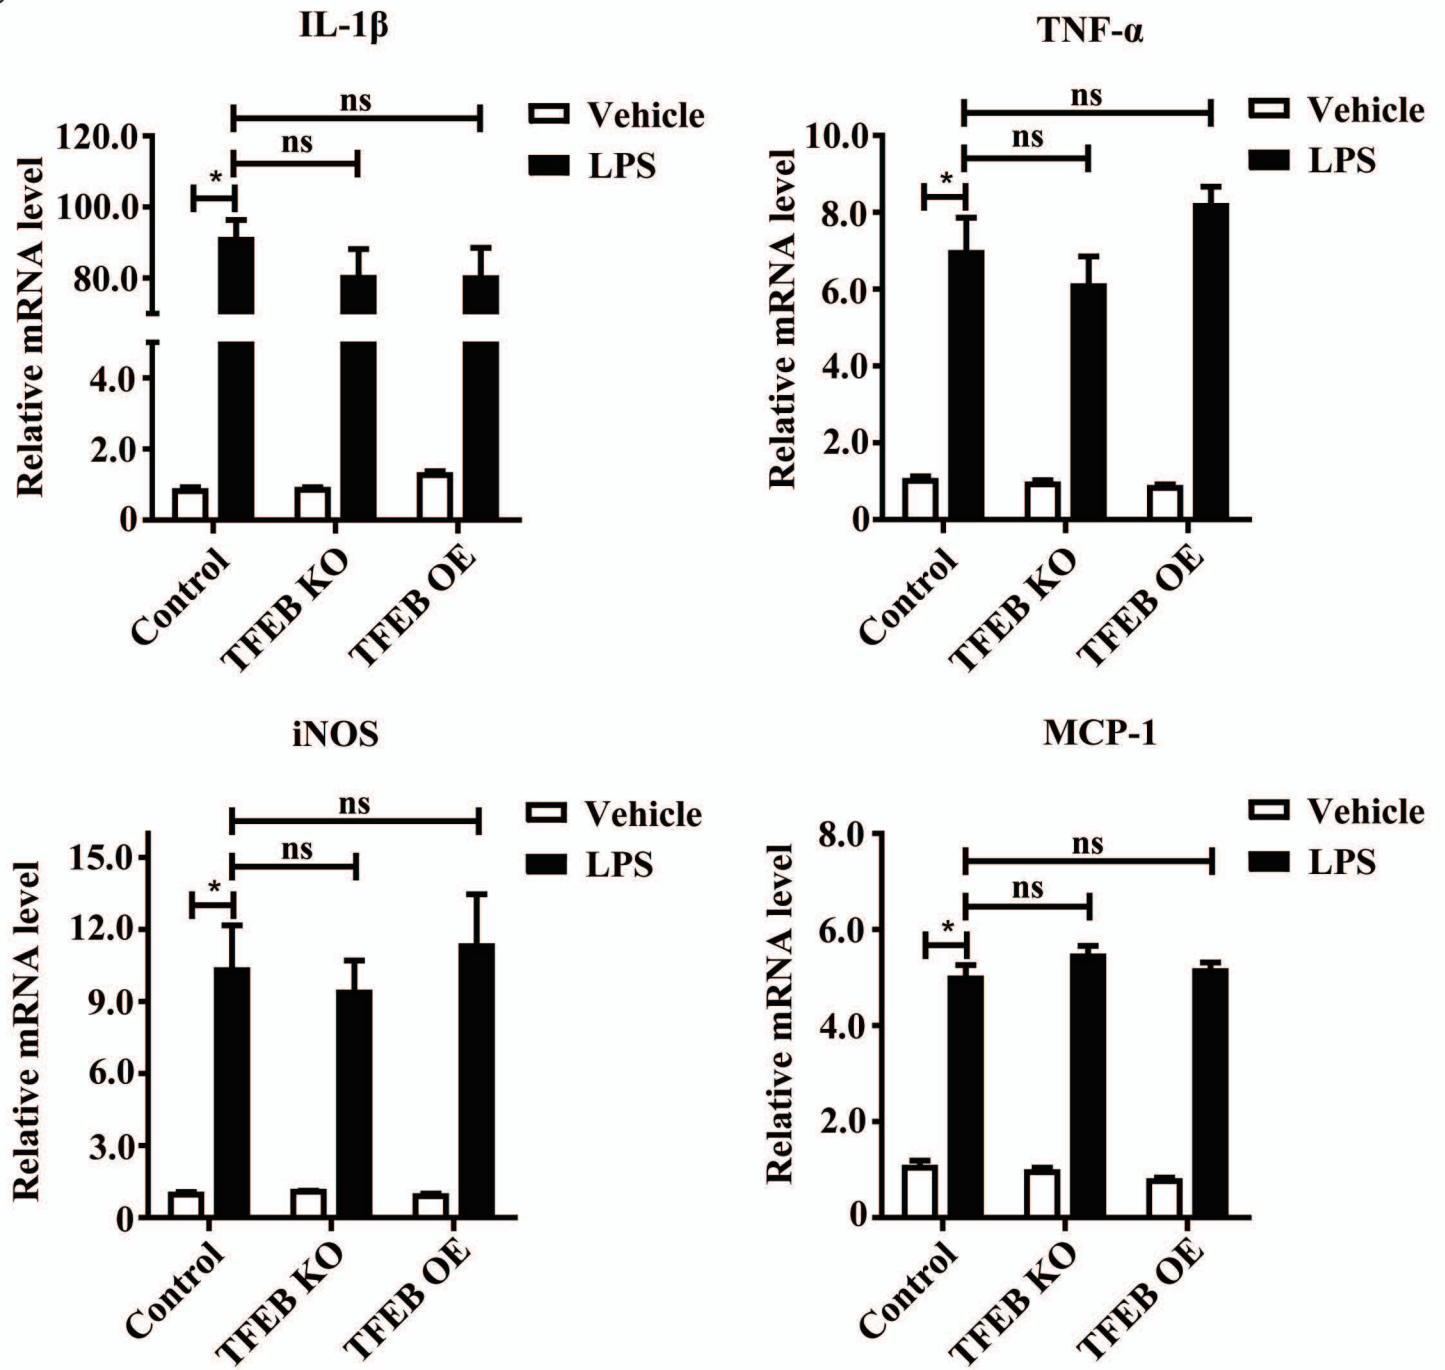 IL-1β
ns
ns
*
Vehicle
LPS
Relative mRNA level
120.0
100.0
80.0
4.0
2.0
0
Control
TFEB KO
TFEB OE
TNF-α
ns
ns
*
Vehicle
LPS
Relative mRNA level
10.0
8.0
6.0
4.0
2.0
0
Control
TFEB KO
TFEB OE
iNOS
ns
ns
*
Vehicle
LPS
Relative mRNA level
15.0
12.0
9.0
6.0
3.0
0
Control
TFEB KO
TFEB OE
MCP-1
ns
ns
*
Vehicle
LPS
Relative mRNA level
8.0
6.0
4.0
2.0
0
Control
TFEB KO
TFEB OE